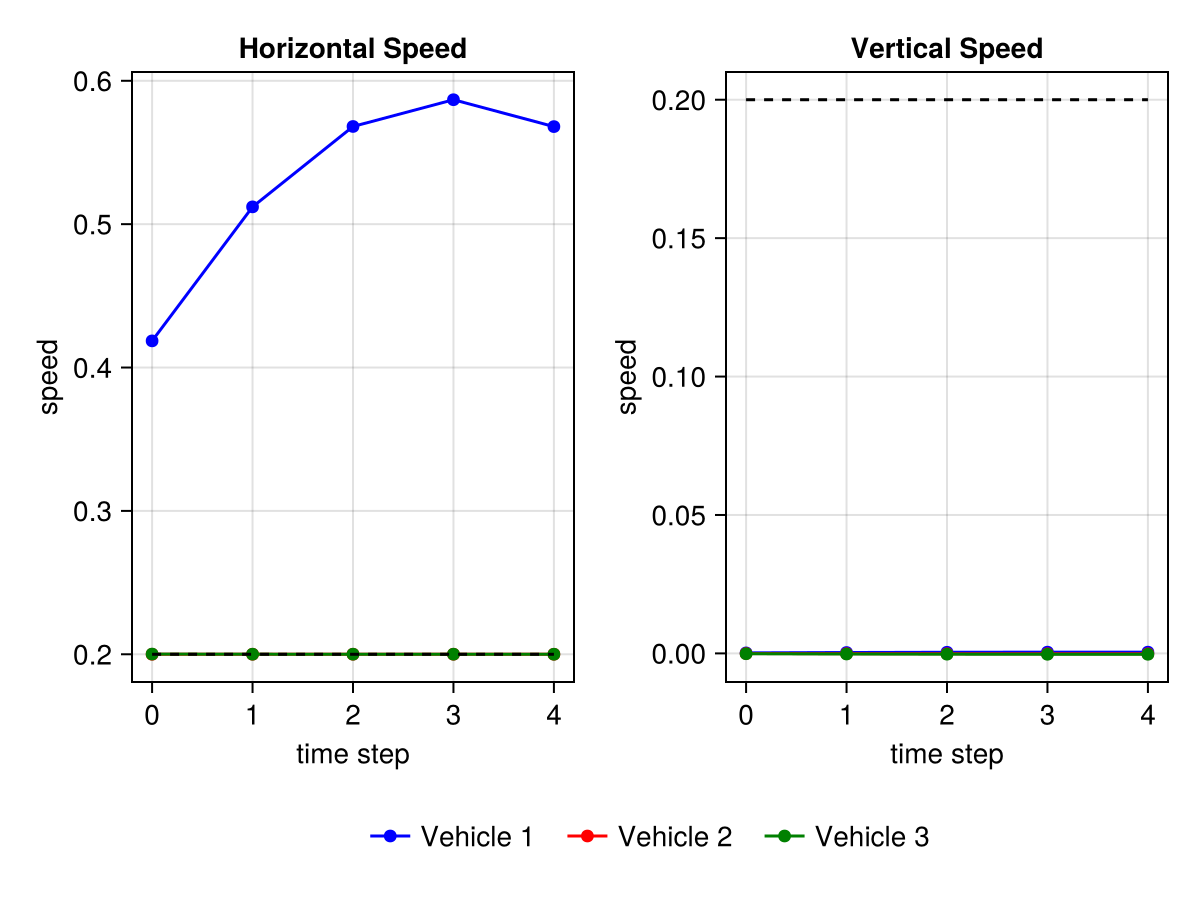 Horizontal Speed
0.6
0.5
0.4
0.3
0.2
speed
0 1 2 3 4
time step
Vertical Speed
0.20
0.15
0.10
0.05
0.00
speed
0 1 2 3 4
time step
Vehicle 1 Vehicle 2 Vehicle 3